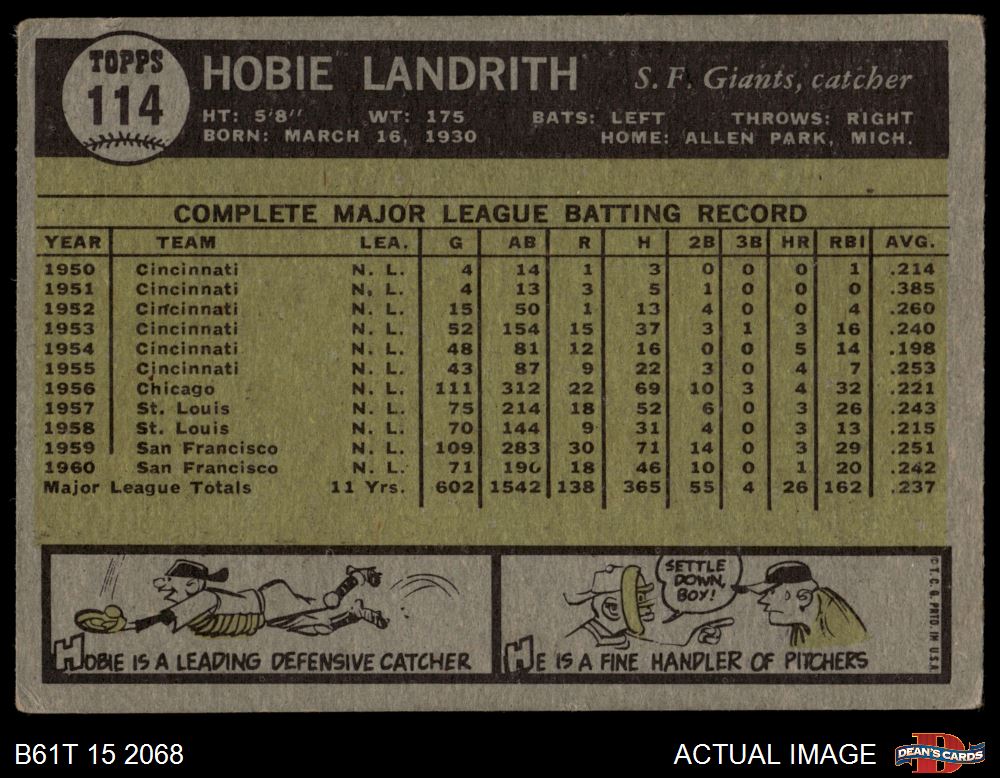 TOPPS
114
HOBIE LANDRITH S. F. Giants, catcher
HT: 5'8" WT: 175 BATS: LEFT THROWS: RIGHT
BORN: MARCH 16, 1930 HOME: ALLEN PARK, MICH.
COMPLETE MAJOR LEAGUE BATTING RECORD
YEAR TEAM LEA. G AB R H 2B 3B HR RBI AVG.
1950 Cincinnati N. L. 4 14 1 3 0 0 0 1 .214
1951 Cincinnati N. L. 4 13 3 5 1 0 0 0 .385
1952 Cincinnati N. L. 15 50 1 13 4 0 0 4 .260
1953 Cincinnati N. L. 52 154 15 37 3 1 3 16 .240
1954 Cincinnati N. L. 48 81 12 16 0 0 5 14 .198
1955 Cincinnati N. L. 43 87 9 22 3 0 4 7 .253
1956 Chicago N. L. 111 312 22 69 10 3 4 32 .221
1957 St. Louis N. L. 75 214 18 52 6 0 3 26 .243
1958 St. Louis N. L. 70 144 9 31 4 0 3 13 .215
1959 San Francisco N. L. 109 283 30 71 14 0 3 29 .251
1960 San Francisco N. L. 71 190 18 46 10 0 1 20 .242
Major League Totals 11 Yrs. 602 1542 138 365 55 4 26 162 .237
HOBIE IS A LEADING DEFENSIVE CATCHER
SETTLE
DOWN,
BOY!
HE IS A FINE HANDLER OF PITCHERS
© T. C. G. PRTD IN U.S.A.
B61T 15 2068 ACTUAL IMAGE
DEAN'S CARDS